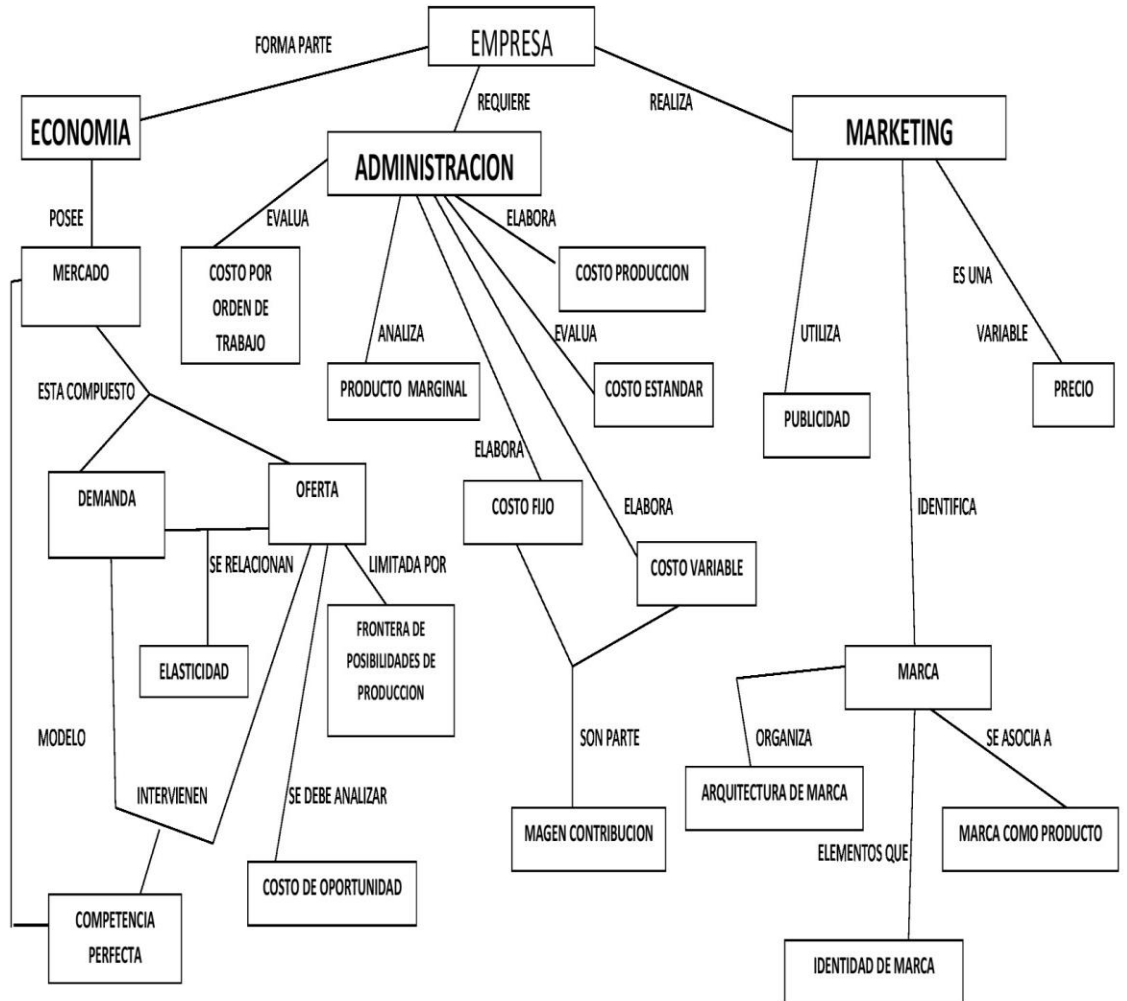 EMPRESA
FORMA PARTE
REQUIERE
REALIZA
ECONOMIA
ADMINISTRACION
MARKETING
POSEE
EVALUA
ELABORA
MERCADO
COSTO POR
ORDEN DE
TRABAJO
COSTO PRODUCCION
ES UNA
ANALIZA
EVALUA
UTILIZA
VARIABLE
ESTA COMPUESTO
PRODUCTO MARGINAL
COSTO ESTANDAR
PRECIO
PUBLICIDAD
ELABORA
DEMANDA
OFERTA
COSTO FIJO
ELABORA
IDENTIFICA
SE RELACIONAN
LIMITADA POR
COSTO VARIABLE
ELASTICIDAD
FRONTERA DE
POSIBILIDADES DE
PRODUCCION
MARCA
MODELO
SON PARTE
ORGANIZA
SE ASOCIA A
INTERVIENEN
SE DEBE ANALIZAR
ARQUITECTURA DE MARCA
MAGEN CONTRIBUCION
MARCA COMO PRODUCTO
ELEMENTOS QUE
COSTO DE OPORTUNIDAD
COMPETENCIA
PERFECTA
IDENTIDAD DE MARCA